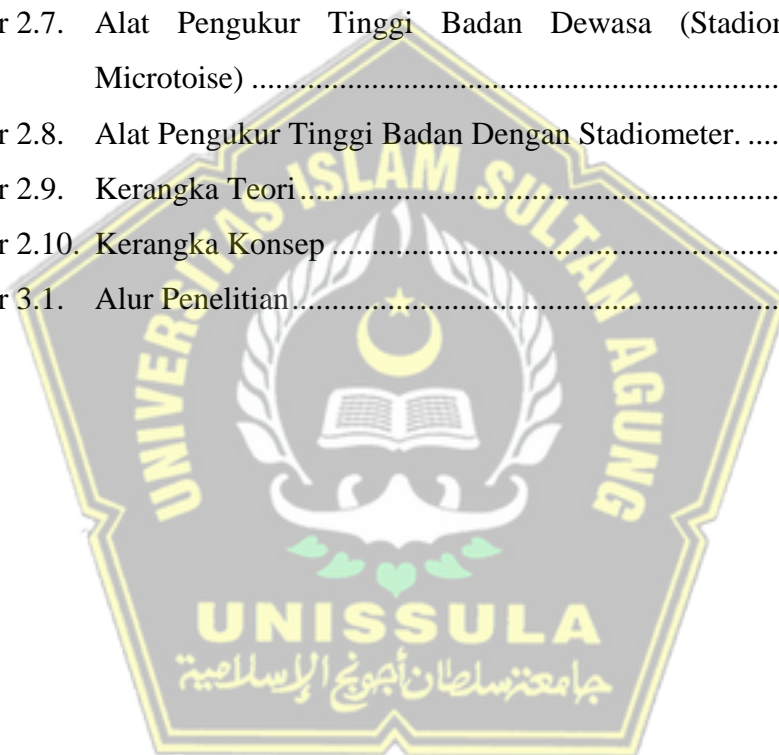 r 2.7. Alat Pengukur Tinggi Badan Dewasa (Stadion
Microtoise) ....................................................................
r 2.8. Alat Pengukur Tinggi Badan Dengan Stadiometer. ....
r 2.9. Kerangka Teori ..............................................................
r 2.10. Kerangka Konsep ..........................................................
r 3.1. Alur Penelitian ...............................................................
UNIVERSITAS ISLAM SULTAN AGUNG
UNISSULA
جامعة سلطان أجونج الإسلامية